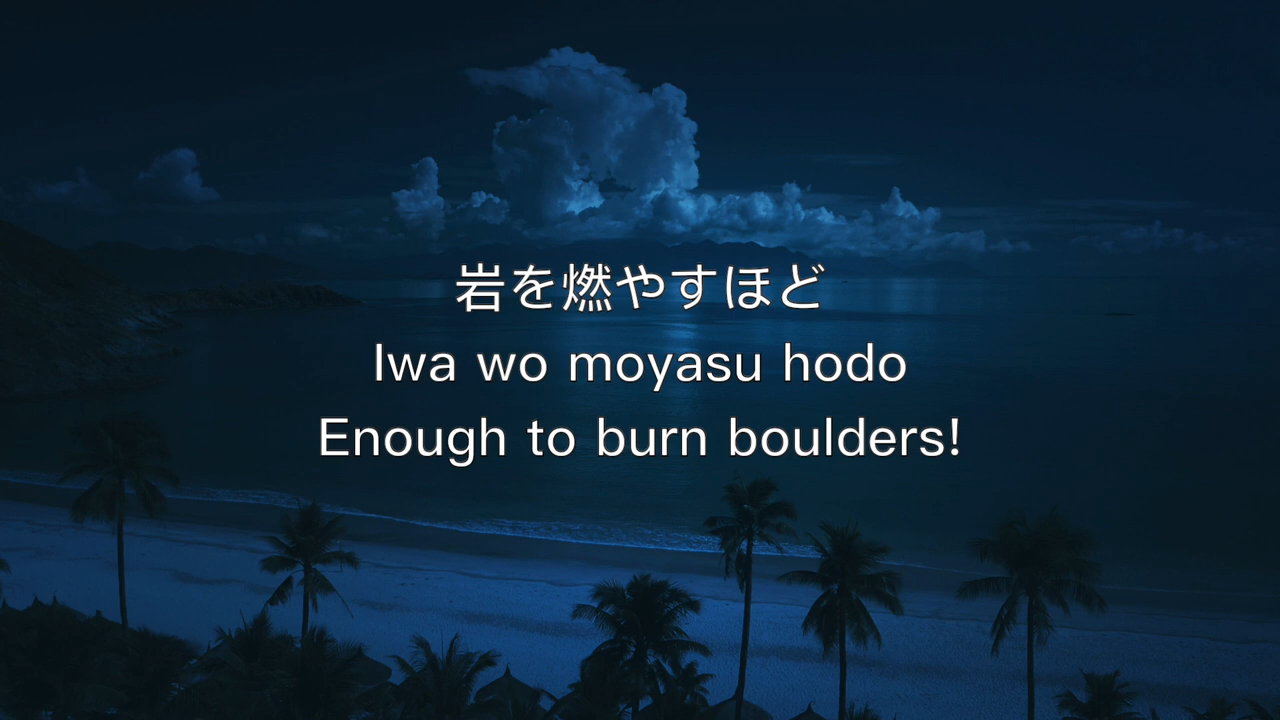 岩を燃やすほど
Iwa wo moyasu hodo
Enough to burn boulders!